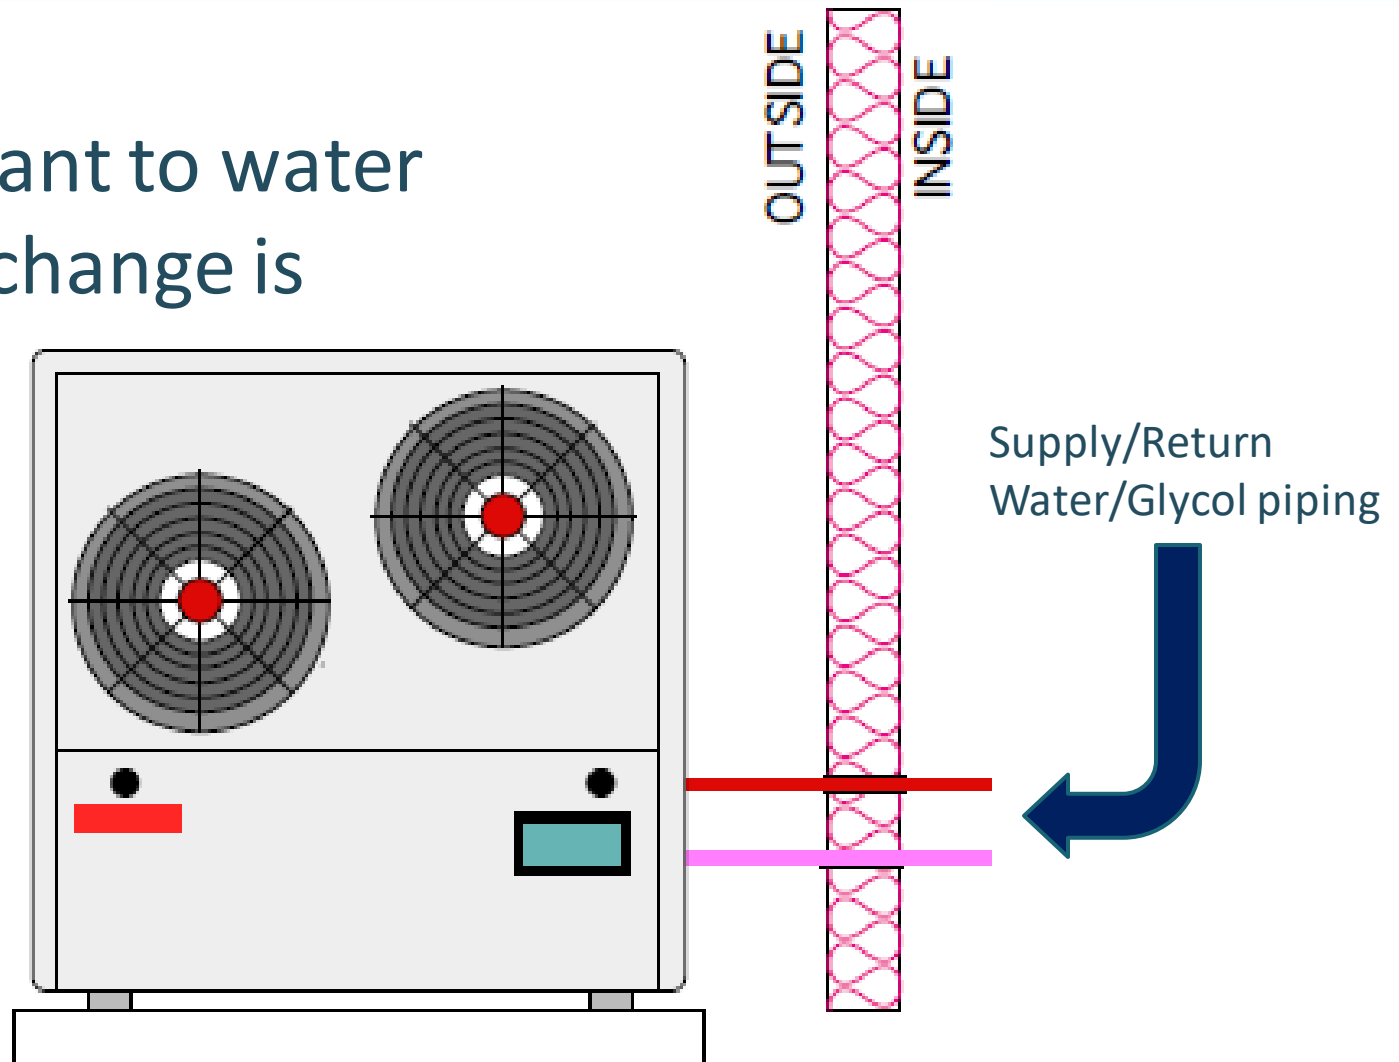 ant to water
change is
OUTSIDE
INSIDE
Supply/Return
Water/Glycol piping